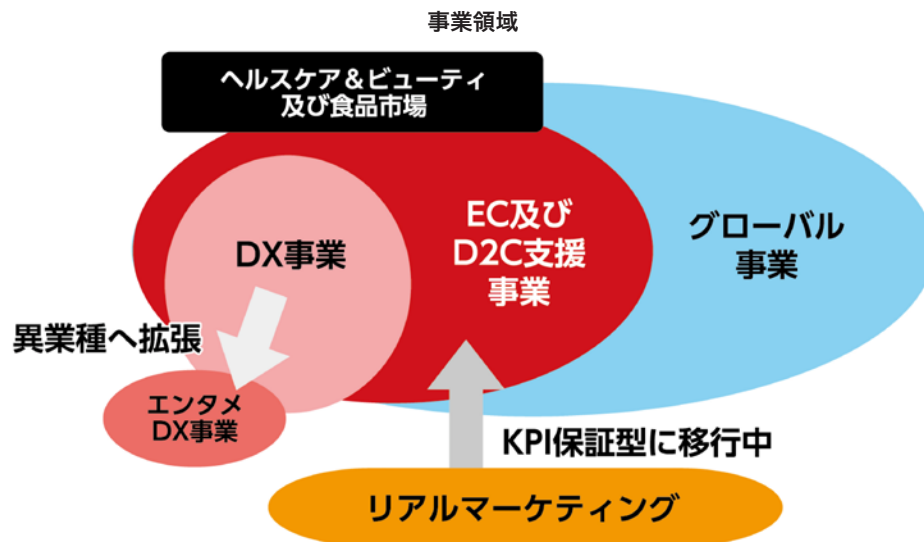 事業領域
ヘルスケア＆ビューティ
及び食品市場
DX事業
EC及び
D2C支援
事業
グローバル
事業
異業種へ拡張
エンタメ
DX事業
KPI保証型に移行中
リアルマーケティング